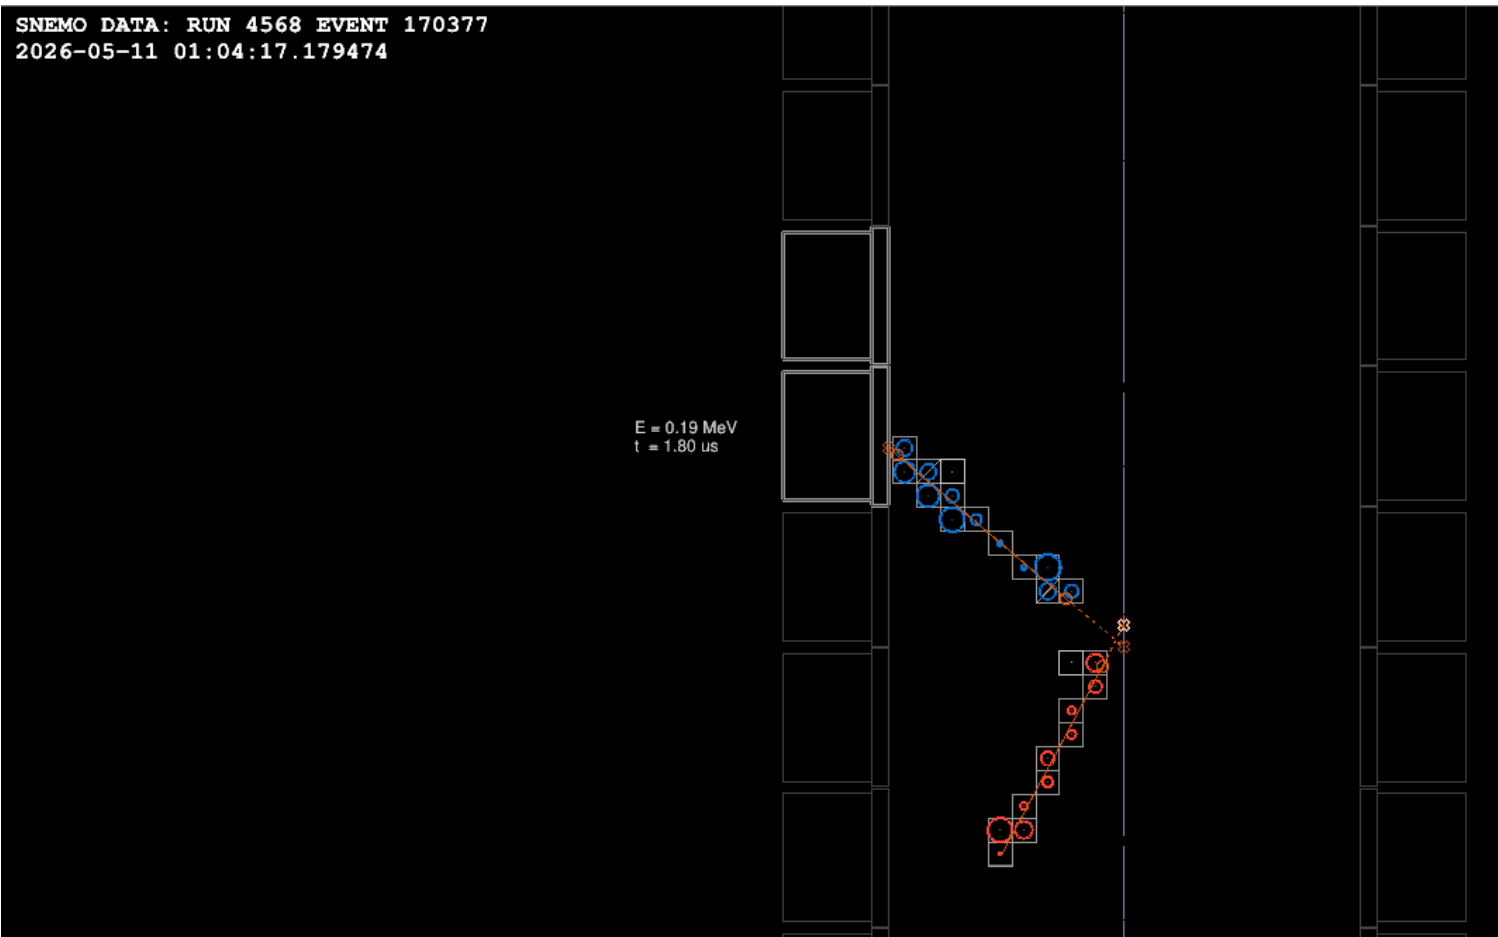 SNEMO DATA: RUN 4568 EVENT 170377
2026-05-11 01:04:17.179474
E = 0.19 MeV
t = 1.80 us